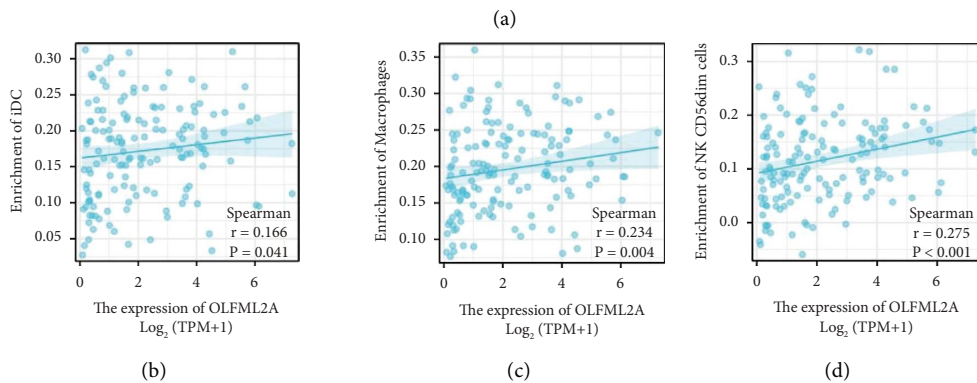 (a)
Enrichment of iDC
0.30
0.25
0.20
0.15
0.10
0.05
Spearman
r = 0.166
P = 0.041
0 2 4 6
The expression of OLFML2A
Log₂ (TPM+1)
(b)
Enrichment of Macrophages
0.35
0.30
0.25
0.20
0.15
0.10
Spearman
r = 0.234
P = 0.004
0 2 4 6
The expression of OLFML2A
Log₂ (TPM+1)
(c)
Enrichment of NK CD56dim cells
0.3
0.2
0.1
0.0
Spearman
r = 0.275
P < 0.001
0 2 4 6
The expression of OLFML2A
Log₂ (TPM+1)
(d)